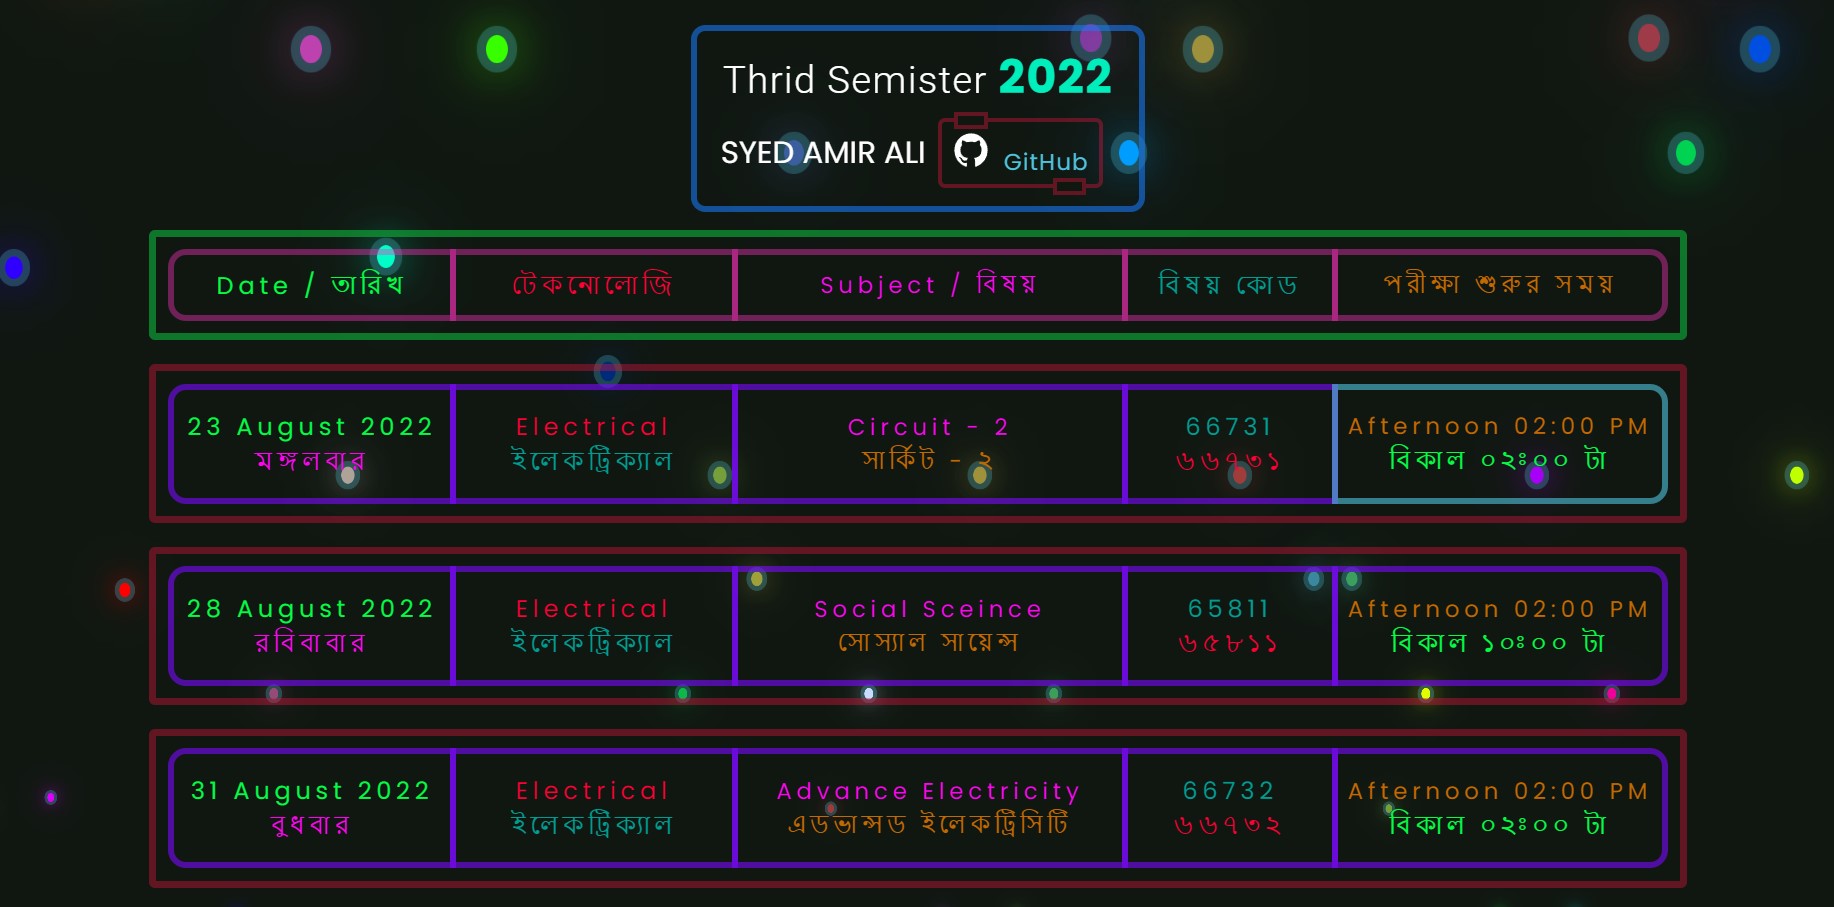 Thrid Semister 2022
SYED AMIR ALI GitHub
Date / তারিখ টেকনোলোজি Subject / বিষয় বিষয় কোড পরীক্ষা শুরুর সময়
23 August 2022 Electrical Circuit - 2 66731 Afternoon 02:00 PM
মঙ্গলবার ইলেকট্রিক্যাল সার্কিট - ২ ৬৬৭৩১ বিকাল ০২ঃ০০ টা
28 August 2022 Electrical Social Sceince 65811 Afternoon 02:00 PM
রবিবাবার ইলেকট্রিক্যাল সোস্যাল সায়েন্স ৬৫৮১১ বিকাল ১০ঃ০০ টা
31 August 2022 Electrical Advance Electricity 66732 Afternoon 02:00 PM
বুধবার ইলেকট্রিক্যাল এডভান্সড ইলেকট্রিসিটি ৬৬৭৩২ বিকাল ০২ঃ০০ টা